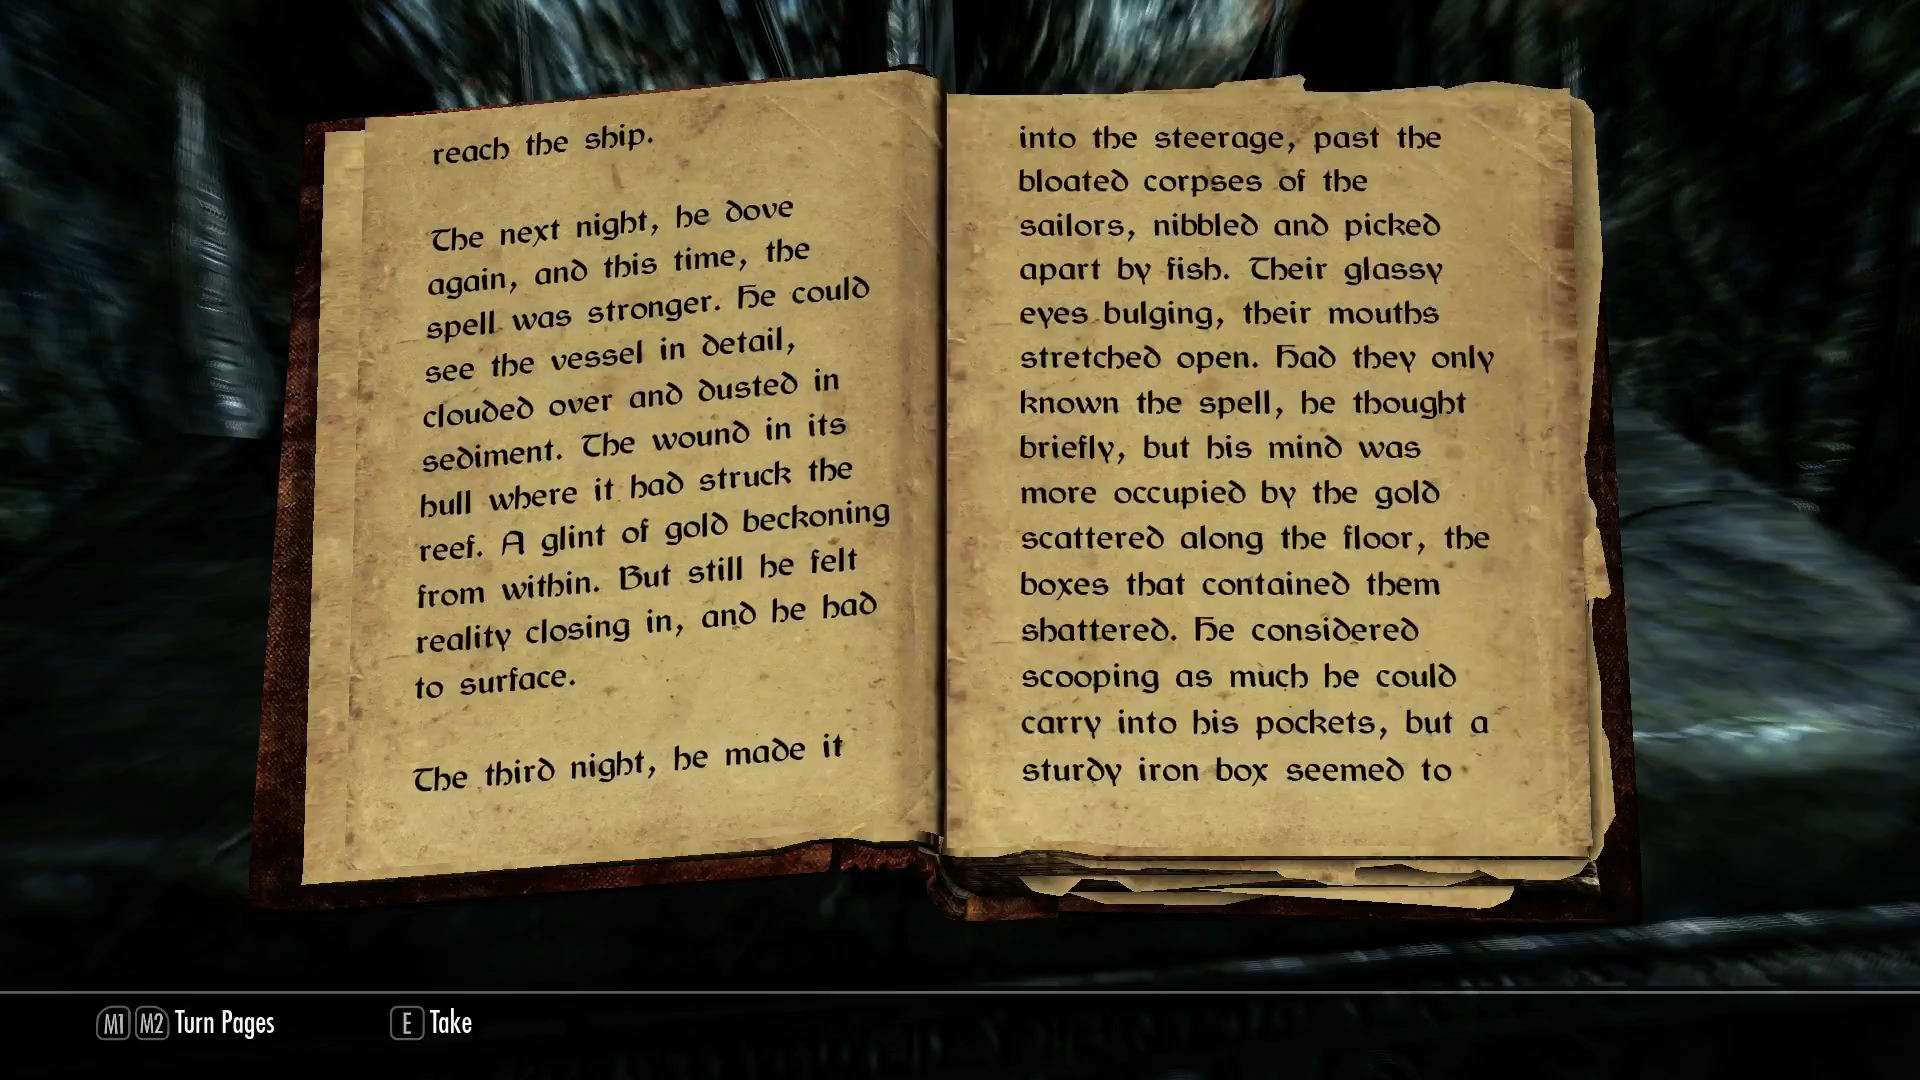 reach the ship.
The next night, he dove
again, and this time, the
spell was stronger. He could
see the vessel in detail,
clouded over and dusted in
sediment. The wound in its
hull where it had struck the
reef. A glint of gold beckoning
from within. But still he felt
reality closing in, and he had
to surface.
The third night, he made it
into the steerage, past the
bloated corpses of the
sailors, nibbled and picked
apart by fish. Their glassy
eyes bulging, their mouths
stretched open. Had they only
known the spell, he thought
briefly, but his mind was
more occupied by the gold
scattered along the floor, the
boxes that contained them
shattered. He considered
scooping as much he could
carry into his pockets, but a
sturdy iron box seemed to
M1 M2 Turn Pages
E Take